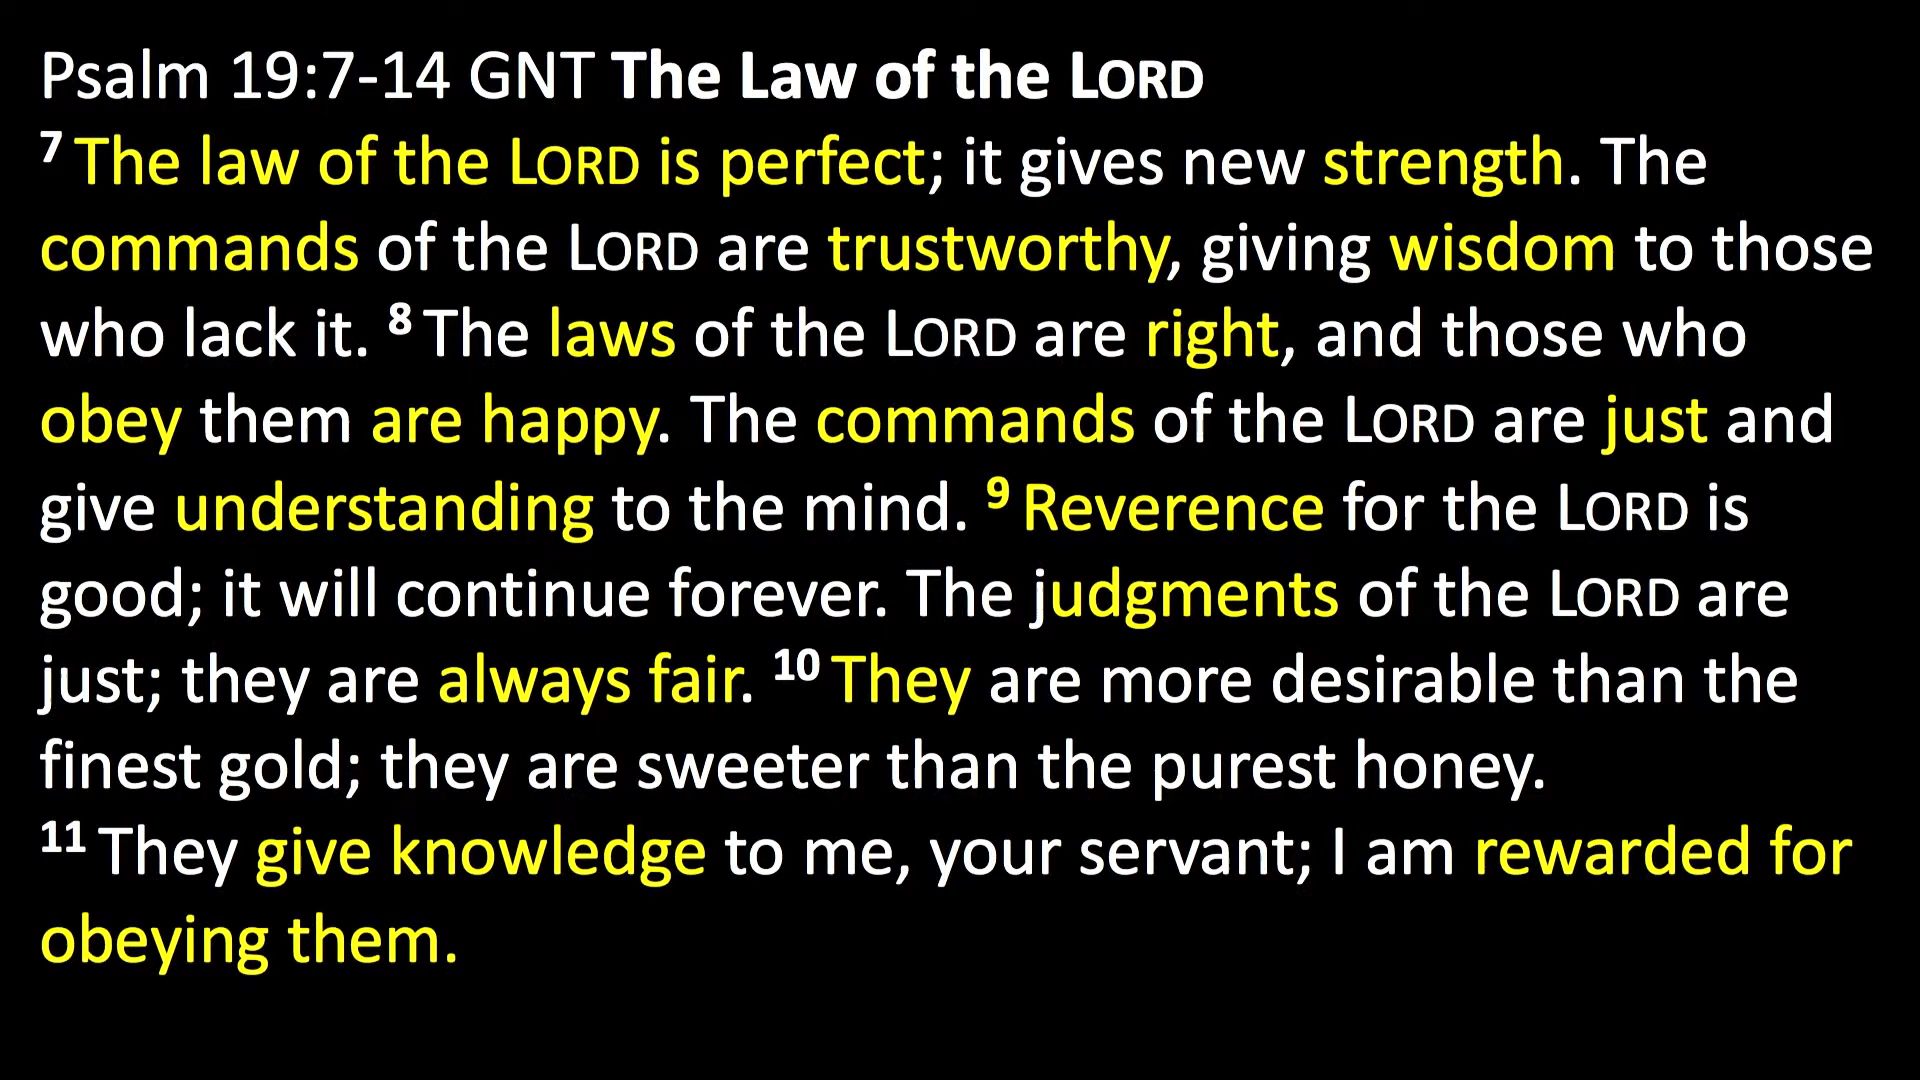 Psalm 19:7-14 GNT The Law of the LORD
7 The law of the LORD is perfect; it gives new strength. The
commands of the LORD are trustworthy, giving wisdom to those
who lack it. 8 The laws of the LORD are right, and those who
obey them are happy. The commands of the LORD are just and
give understanding to the mind. 9 Reverence for the LORD is
good; it will continue forever. The judgments of the LORD are
just; they are always fair. 10 They are more desirable than the
finest gold; they are sweeter than the purest honey.
11 They give knowledge to me, your servant; I am rewarded for
obeying them.